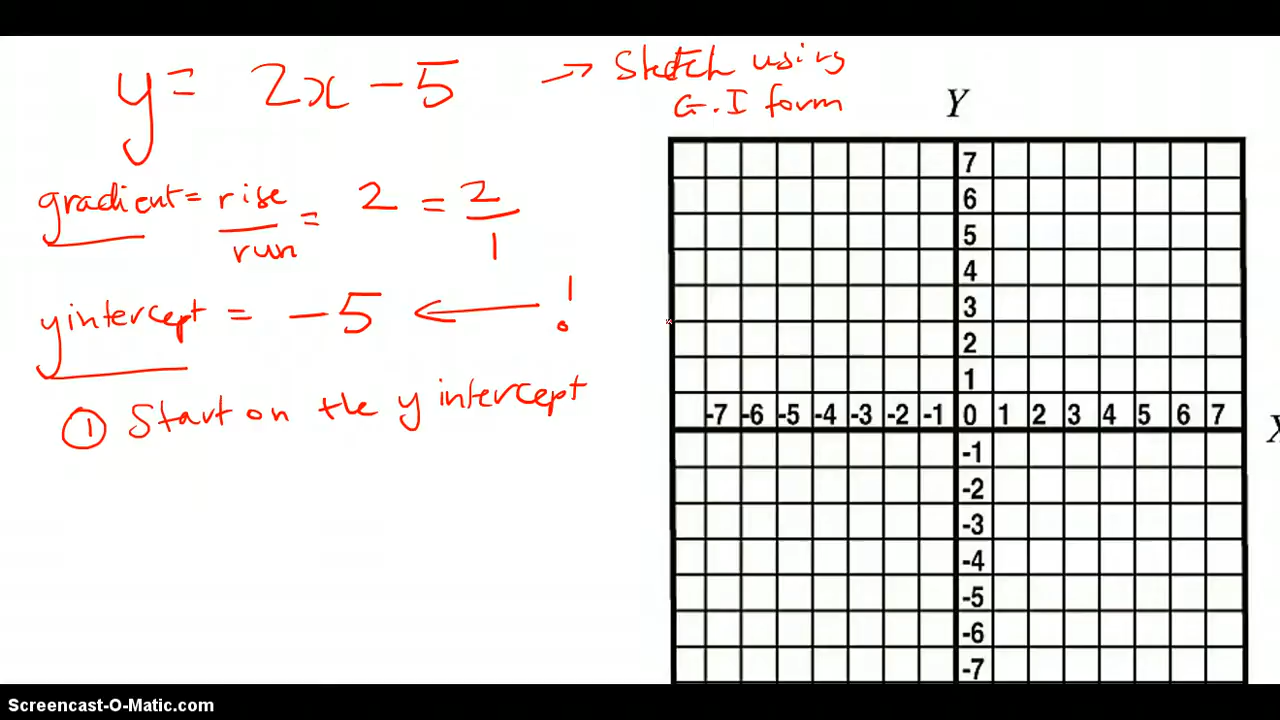 y = 2x - 5 → Sketch using
G.I form
gradient = rise/run = 2 = 2/1
y intercept = -5 ← !
① Start on the y intercept
Y
7
6
5
4
3
2
1
-7 -6 -5 -4 -3 -2 -1 0 1 2 3 4 5 6 7
X
-1
-2
-3
-4
-5
-6
-7
Screencast-O-Matic.com